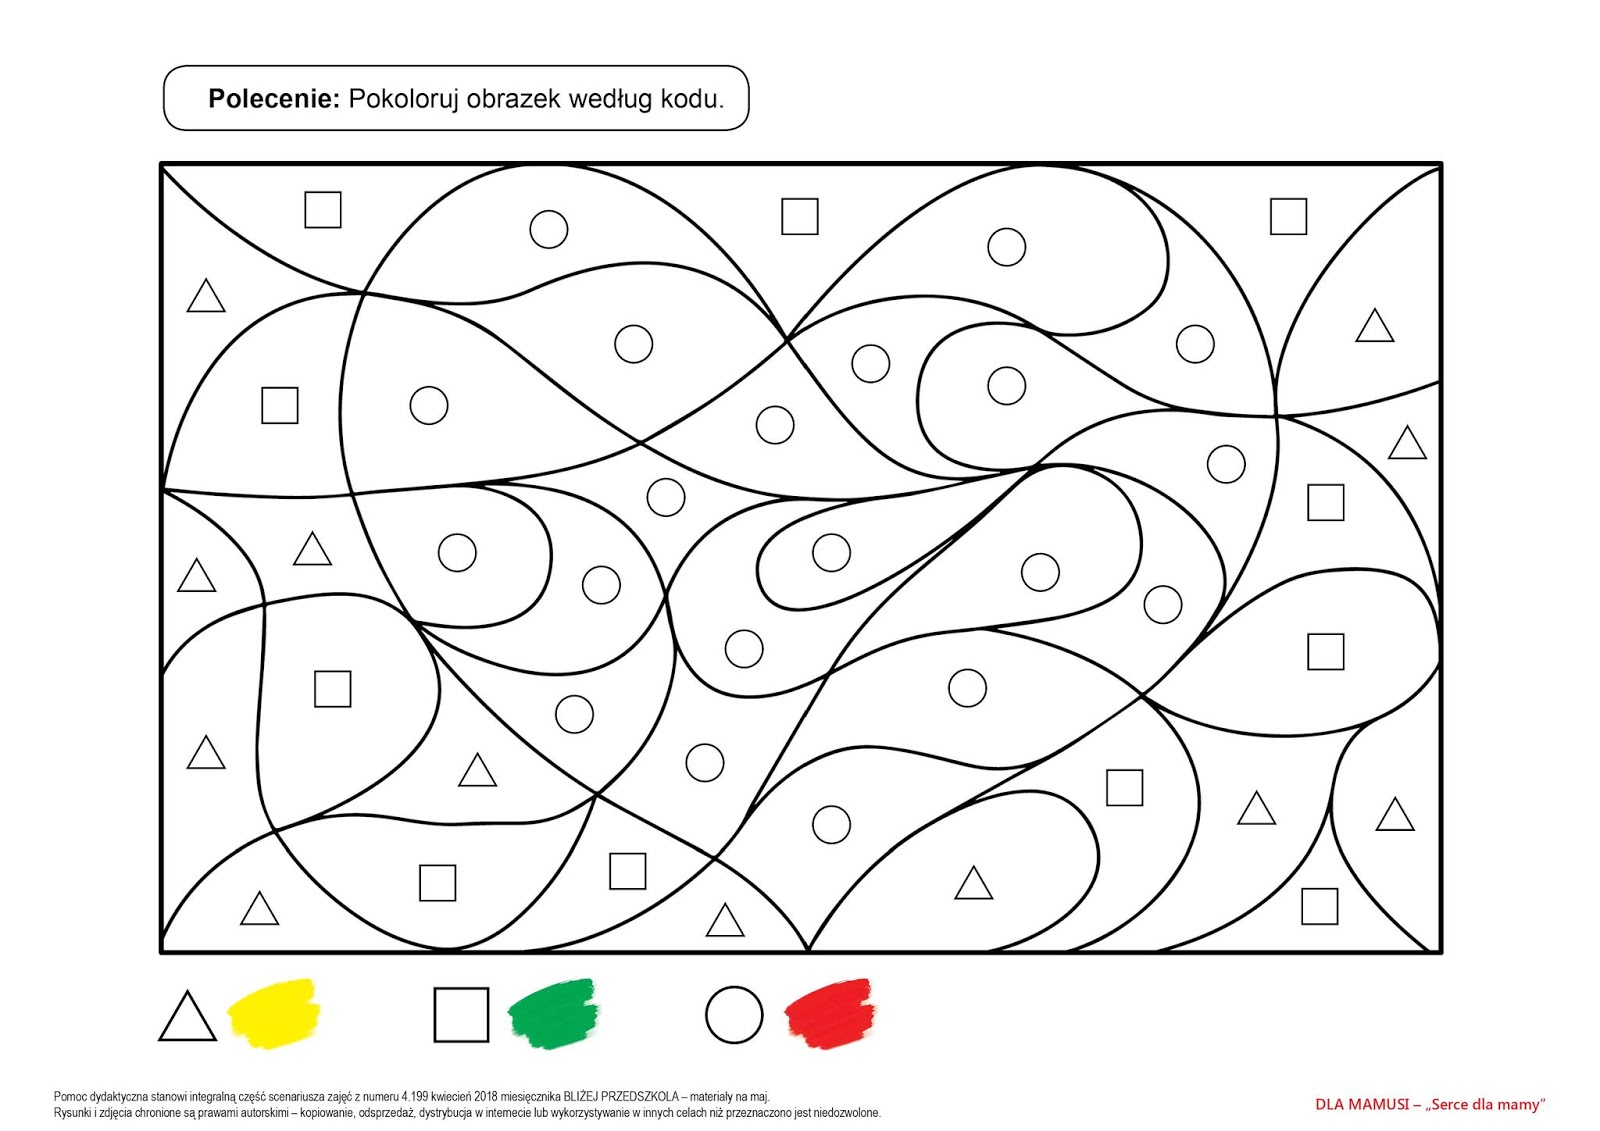 Polecenie: Pokoloruj obrazek według kodu.
Pomoc dydaktyczna stanowi integralną część scenariusza zajęć z numeru 4.199 kwiecień 2018 miesięcznika BLIŻEJ PRZEDSZKOLA – materiały na maj.
Rysunki i zdjęcia chronione są prawami autorskimi – kopiowanie, odsprzedaż, dystrybucja w internecie lub wykorzystywanie w innych celach niż przeznaczono jest niedozwolone.
DLA MAMUSI – „Serce dla mamy”